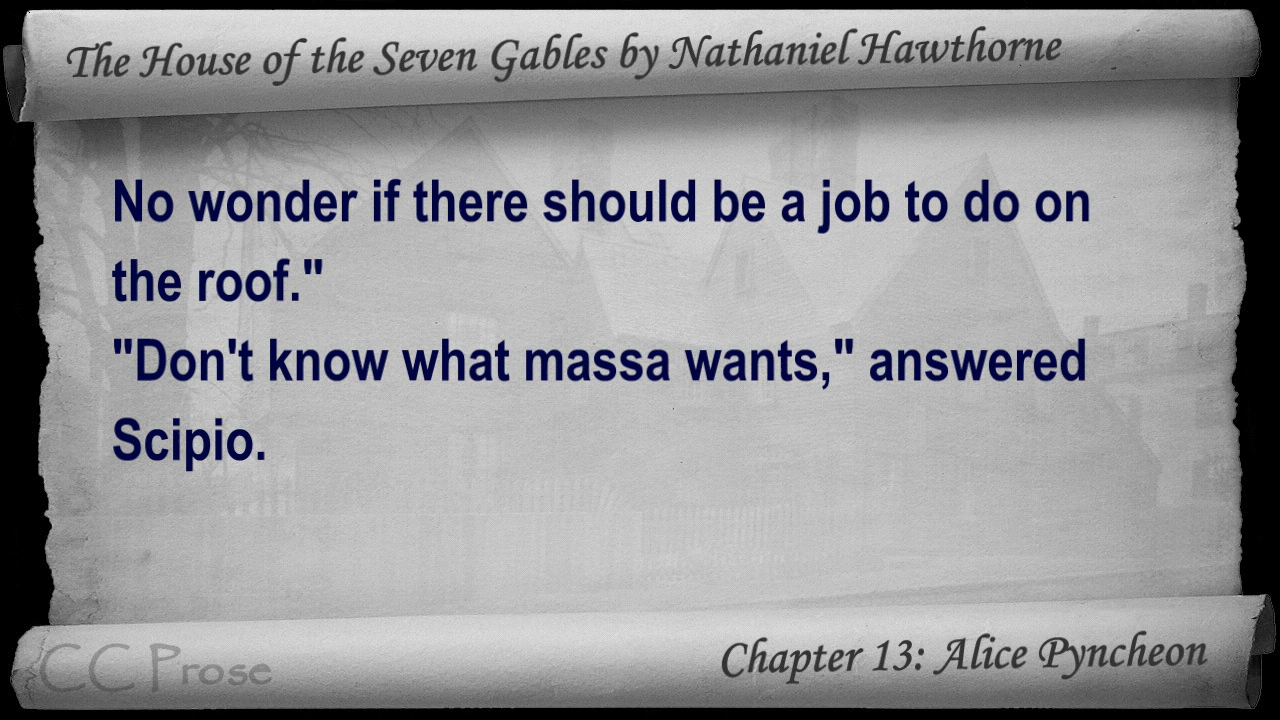 The House of the Seven Gables by Nathaniel Hawthorne
No wonder if there should be a job to do on
the roof."
"Don't know what massa wants," answered
Scipio.
CC Prose
Chapter 13: Alice Pyncheon